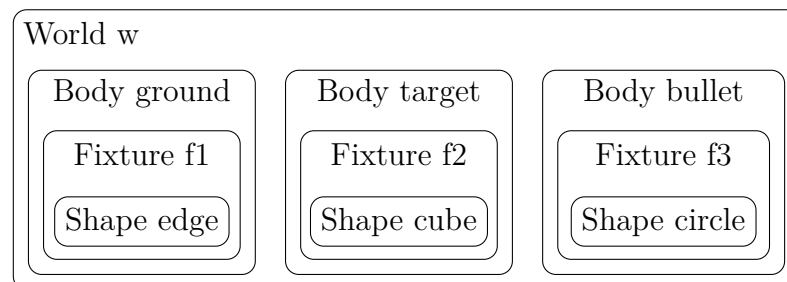 World w
Body ground
Body target
Body bullet
Fixture f1
Fixture f2
Fixture f3
Shape edge
Shape cube
Shape circle